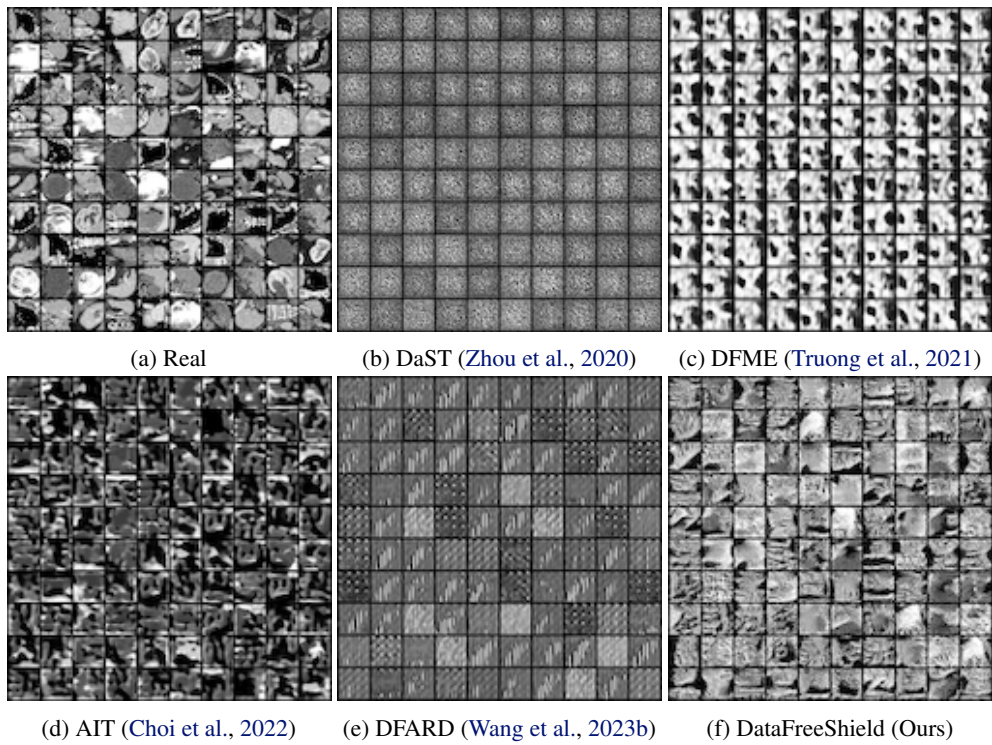 (a) Real
(b) DaST (Zhou et al., 2020)
(c) DFME (Truong et al., 2021)
(d) AIT (Choi et al., 2022)
(e) DFARD (Wang et al., 2023b)
(f) DataFreeShield (Ours)